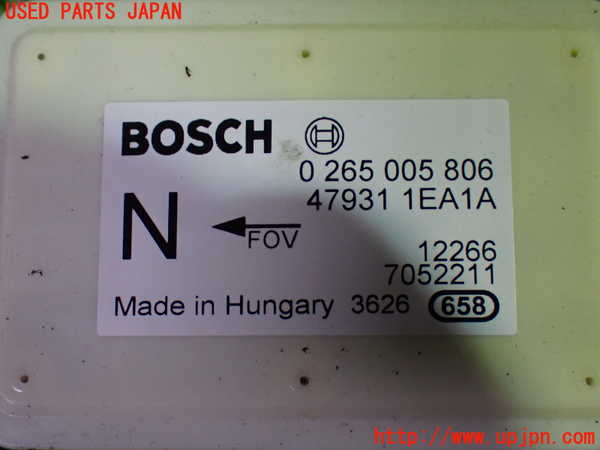 USED PARTS JAPAN
BOSCH
0 265 005 806
47931 1EA1A
N
FOV
12266
7052211
Made in Hungary 3626 658
http://www.upjpn.com/